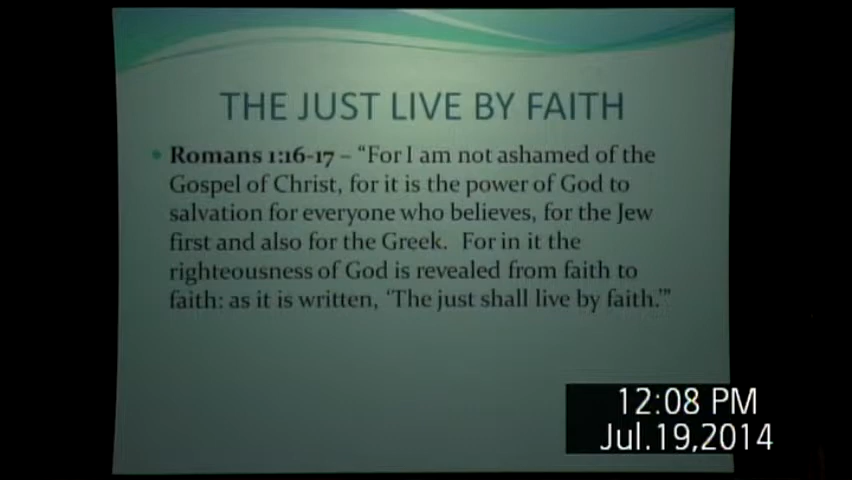 THE JUST LIVE BY FAITH
• Romans 1:16-17 – “For I am not ashamed of the
Gospel of Christ, for it is the power of God to
salvation for everyone who believes, for the Jew
first and also for the Greek.  For in it the
righteousness of God is revealed from faith to
faith: as it is written, ‘The just shall live by faith.’”
12:08 PM
Jul.19,2014